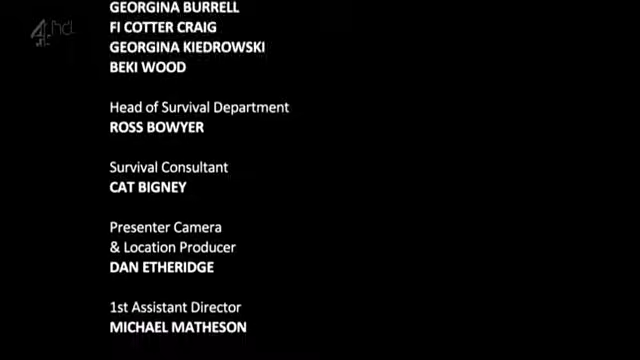 4hd
GEORGINA BURRELL
FI COTTER CRAIG
GEORGINA KIEDROWSKI
BEKI WOOD
Head of Survival Department
ROSS BOWYER
Survival Consultant
CAT BIGNEY
Presenter Camera
& Location Producer
DAN ETHERIDGE
1st Assistant Director
MICHAEL MATHESON